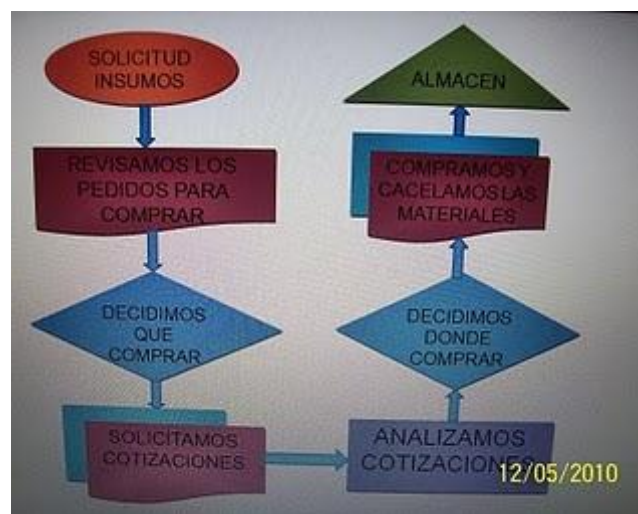 SOLICITUD
INSUMOS
REVISAMOS LOS
PEDIDOS PARA
COMPRAR
DECIDIMOS
QUE
COMPRAR
SOLICITAMOS
COTIZACIONES
ANALIZAMOS
COTIZACIONES
DECIDIMOS
DONDE
COMPRAR
COMPRAMOS Y
CACELAMOS LAS
MATERIALES
ALMACEN
12/05/2010